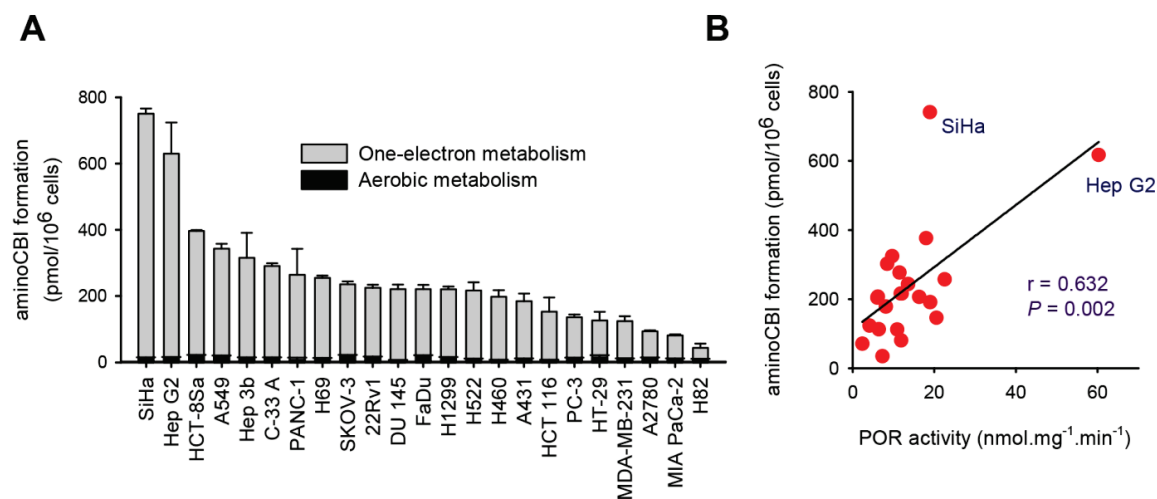 A
aminoCBI formation
(pmol/10⁶ cells)
800
600
400
200
0
One-electron metabolism
Aerobic metabolism
SiHa
Hep G2
HCT-8Sa
A549
Hep 3b
C-33 A
PANC-1
H69
SKOV-3
22Rv1
DU 145
FaDu
H1299
H522
H460
A431
HCT 116
PC-3
HT-29
MDA-MB-231
A2780
MIA PaCa-2
H82
B
aminoCBI formation (pmol/10⁶ cells)
800
600
400
200
0
SiHa
Hep G2
r = 0.632
P = 0.002
0 20 40 60
POR activity (nmol.mg⁻¹.min⁻¹)